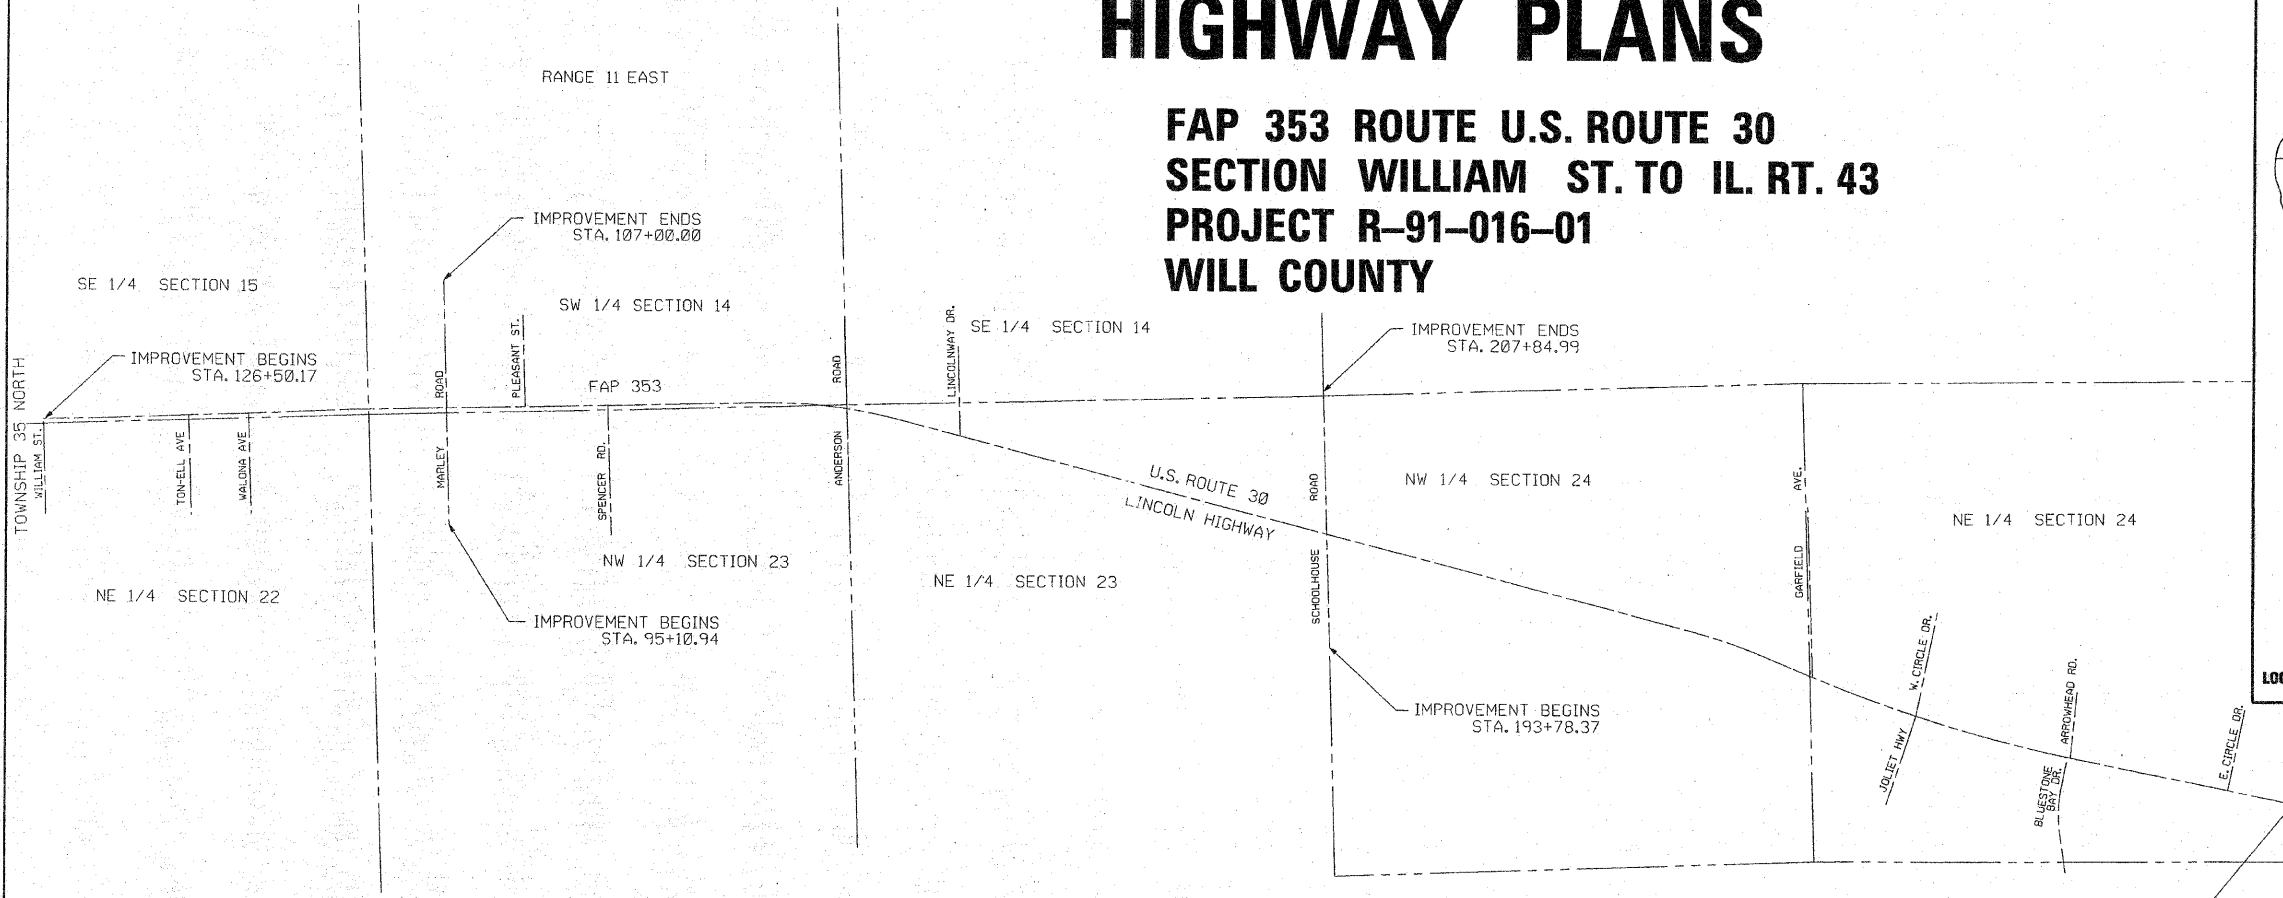 HIGHWAY PLANS
FAP 353 ROUTE U.S. ROUTE 30
SECTION WILLIAM ST. TO IL. RT. 43
PROJECT R-91-016-01
WILL COUNTY
RANGE 11 EAST
IMPROVEMENT ENDS
STA. 107+00.00
SE 1/4 SECTION 15
SW 1/4 SECTION 14
SE 1/4 SECTION 14
IMPROVEMENT ENDS
STA. 207+84.99
IMPROVEMENT BEGINS
STA. 126+50.17
TOWNSHIP 35 NORTH
WILLIAM ST.
TON-ELL AVE
WALONA AVE
MARLEY ROAD
PLEASANT ST.
FAP 353
SPENCER RD.
ANDERSON ROAD
LINCOLNWAY DR.
U.S. ROUTE 30
LINCOLN HIGHWAY
SCHOOLHOUSE ROAD
NW 1/4 SECTION 24
GARFIELD AVE.
NE 1/4 SECTION 24
NW 1/4 SECTION 23
NE 1/4 SECTION 23
NE 1/4 SECTION 22
IMPROVEMENT BEGINS
STA. 95+10.94
IMPROVEMENT BEGINS
STA. 193+78.37
W. CIRCLE DR.
JOLIET HWY
ARROWHEAD RD.
BLUESTONE
BAY DR.
E. CIRCLE DR.